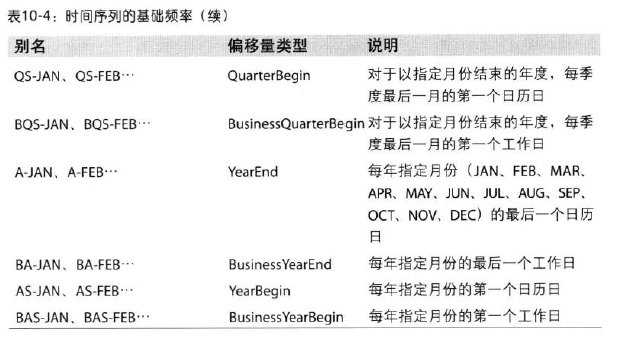 表10-4：时间序列的基础频率（续）
别名 偏移量类型 说明
QS-JAN、QS-FEB… QuarterBegin 对于以指定月份结束的年度，每季
度最后一月的第一个日历日
BQS-JAN、BQS-FEB… BusinessQuarterBegin 对于以指定月份结束的年度，每季
度最后一月的第一个工作日
A-JAN、A-FEB… YearEnd 每年指定月份（JAN、FEB、MAR、
APR、MAY、JUN、JUL、AUG、SEP、
OCT、NOV、DEC）的最后一个日历
日
BA-JAN、BA-FEB… BusinessYearEnd 每年指定月份的最后一个工作日
AS-JAN、AS-FEB… YearBegin 每年指定月份的第一个日历日
BAS-JAN、BAS-FEB… BusinessYearBegin 每年指定月份的第一个工作日